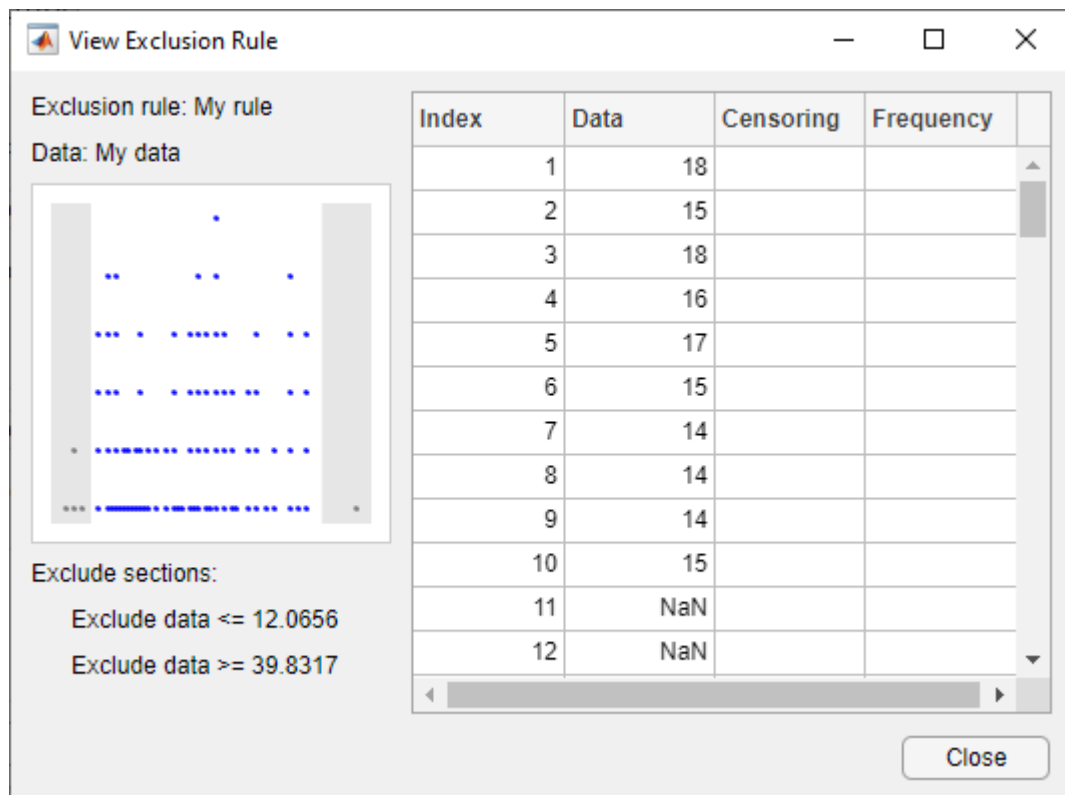 View Exclusion Rule
Exclusion rule: My rule
Data: My data
Exclude sections:
Exclude data <= 12.0656
Exclude data >= 39.8317
Index Data Censoring Frequency
1 18
2 15
3 18
4 16
5 17
6 15
7 14
8 14
9 14
10 15
11 NaN
12 NaN
Close